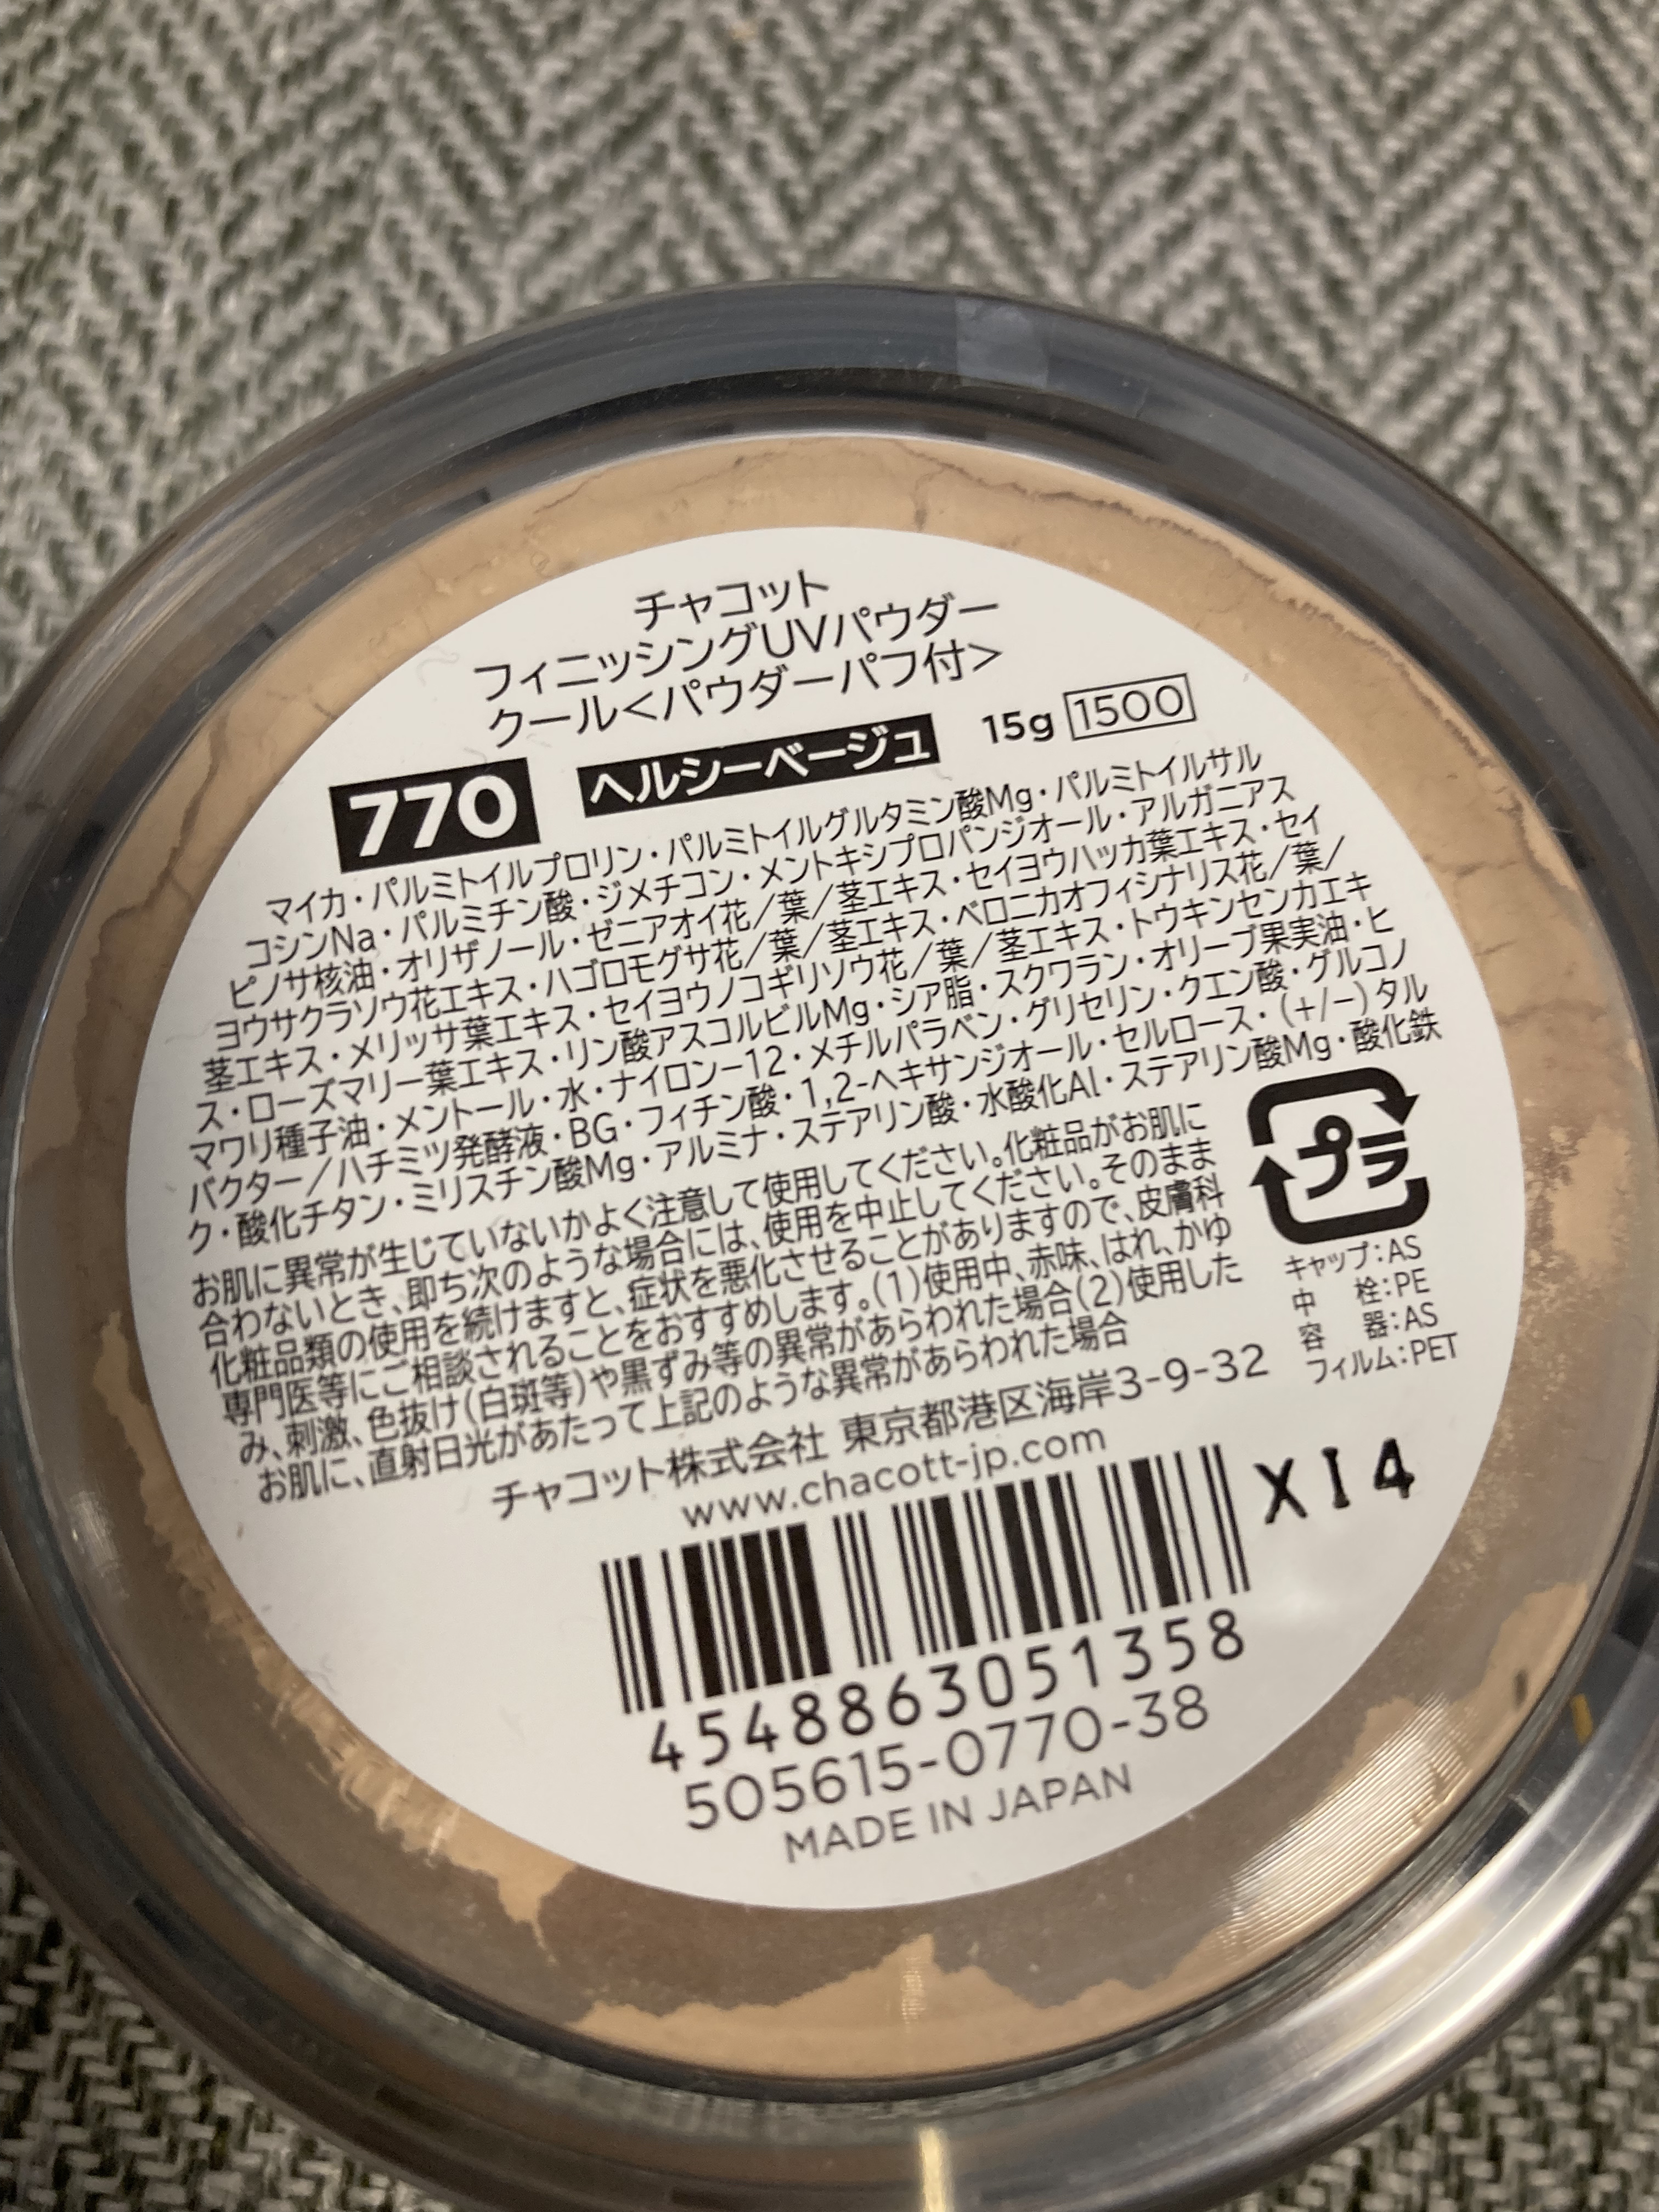 チャコット
フィニッシングUVパウダー
クール<パウダーパフ付>
770 ヘルシーベージュ 15g 1500
マイカ・パルミトイルプロリン・パルミトイルグルタミン酸Mg・パルミトイルサル
コシンNa・パルミチン酸・ジメチコン・メントキシプロパンジオール・アルガニアス
ピノサ核油・オリザノール・ゼニアオイ花/葉/茎エキス・セイヨウハッカ葉エキス・セイ
ヨウサクラソウ花エキス・ハゴロモグサ花/葉/茎エキス・ベロニカオフィシナリス花/葉/
茎エキス・メリッサ葉エキス・セイヨウノコギリソウ花/葉/茎エキス・トウキンセンカエキ
ス・ローズマリー葉エキス・リン酸アスコルビルMg・シア脂・スクワラン・オリーブ果実油・ヒ
マワリ種子油・メントール・水・ナイロン-12・メチルパラベン・グリセリン・クエン酸・グルコノ
バクター/ハチミツ発酵液・BG・フィチン酸・1,2-ヘキサンジオール・セルロース・(+/-)タル
ク・酸化チタン・ミリスチン酸Mg・アルミナ・ステアリン酸・水酸化Al・ステアリン酸Mg・酸化鉄
お肌に異常が生じていないかよく注意して使用してください。化粧品がお肌に
合わないとき、即ち次のような場合には、使用を中止してください。そのまま
化粧品類の使用を続けますと、症状を悪化させることがありますので、皮膚科
専門医等にご相談されることをおすすめします。(1)使用中、赤味、はれ、かゆ
み、刺激、色抜け(白斑等)や黒ずみ等の異常があらわれた場合(2)使用した
お肌に、直射日光があたって上記のような異常があらわれた場合
プラ
キャップ:AS
中 栓:PE
容 器:AS
フィルム:PET
チャコット株式会社 東京都港区海岸3-9-32
www.chacott-jp.com
XI4
4548863051358
505615-0770-38
MADE IN JAPAN